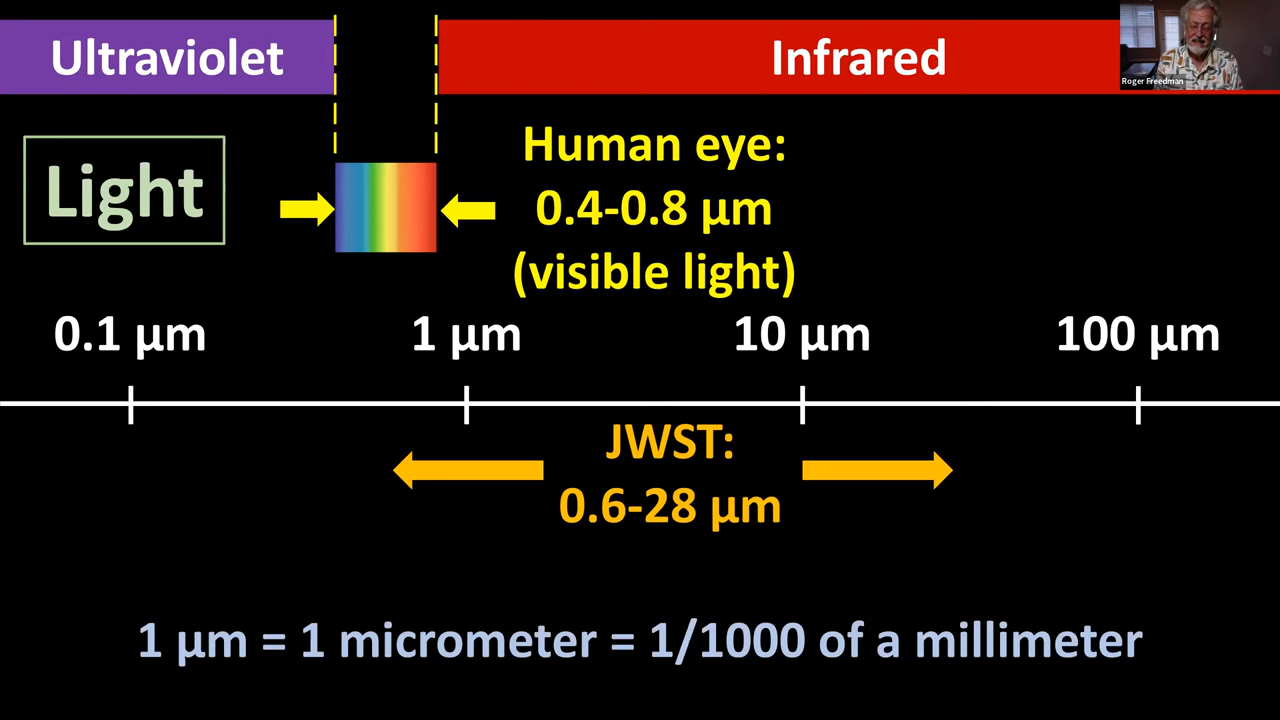 Ultraviolet
Infrared
Roger Freedman
Light
Human eye:
0.4-0.8 μm
(visible light)
0.1 μm
1 μm
10 μm
100 μm
JWST:
0.6-28 μm
1 μm = 1 micrometer = 1/1000 of a millimeter